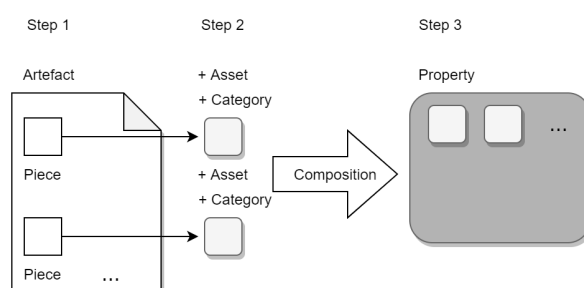 Step 1
Step 2
Step 3
Artefact
+ Asset
+ Category
Property
Piece
+ Asset
+ Category
Composition
...
Piece
...